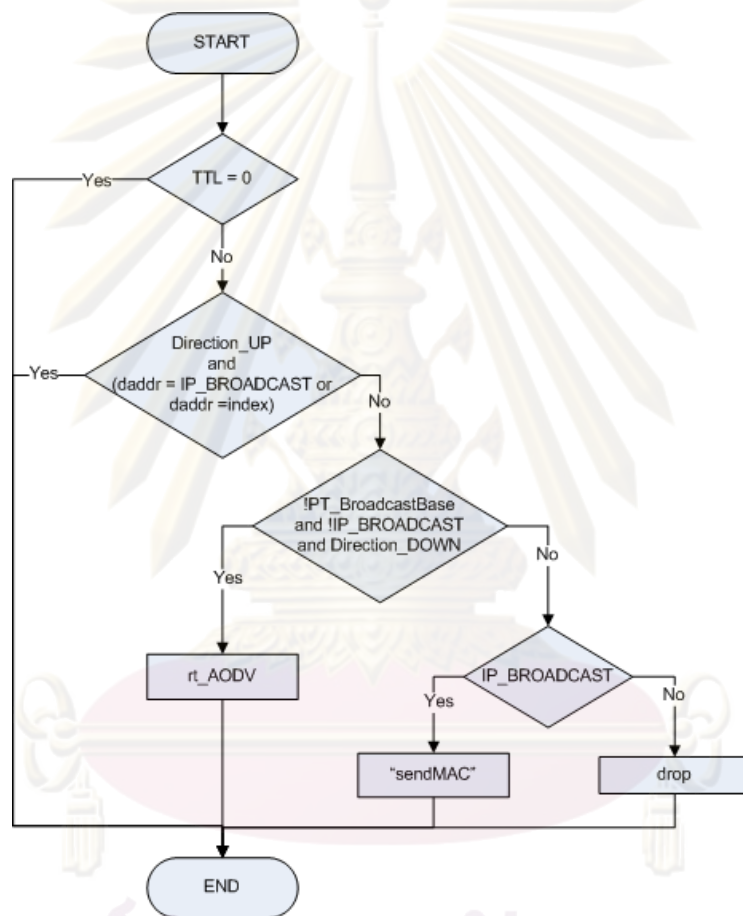 START
TTL = 0
Yes
No
Direction_UP
and
(daddr = IP_BROADCAST or
daddr =index)
Yes
No
!PT_BroadcastBase
and !IP_BROADCAST
and Direction_DOWN
Yes
No
rt_AODV
IP_BROADCAST
Yes
No
“sendMAC”
drop
END